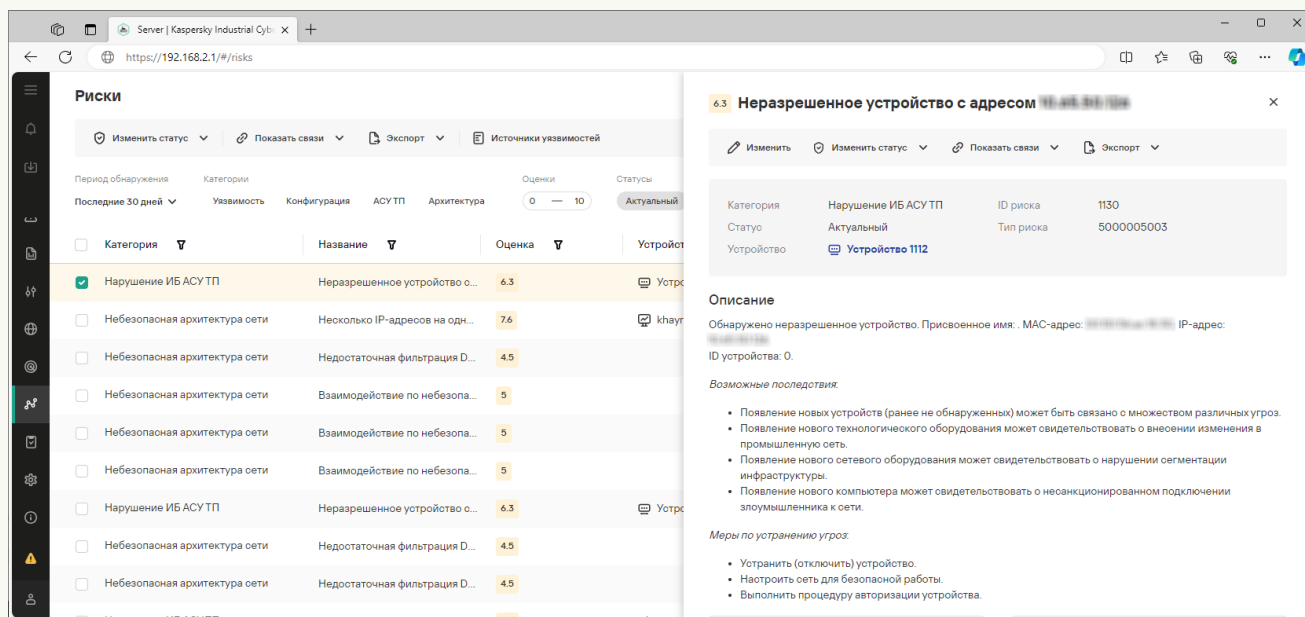 Server | Kaspersky Industrial Cybe
https://192.168.2.1/#/risks
Риски
Изменить статус Показать связи Экспорт Источники уязвимостей
Период обнаружения Категории Оценки Статусы
Последние 30 дней Уязвимость Конфигурация АСУ ТП Архитектура 0 — 10 Актуальный
Категория Название Оценка Устройст
Нарушение ИБ АСУ ТП Неразрешенное устройство с... 6.3 Устро
Небезопасная архитектура сети Несколько IP-адресов на одн... 7.6 khayr
Небезопасная архитектура сети Недостаточная фильтрация D... 4.5
Небезопасная архитектура сети Взаимодействие по небезопа... 5
Небезопасная архитектура сети Взаимодействие по небезопа... 5
Небезопасная архитектура сети Взаимодействие по небезопа... 5
Нарушение ИБ АСУ ТП Неразрешенное устройство с... 6.3 Устро
Небезопасная архитектура сети Недостаточная фильтрация D... 4.5
Небезопасная архитектура сети Недостаточная фильтрация D... 4.5
6.3 Неразрешенное устройство с адресом
Изменить Изменить статус Показать связи Экспорт
Категория Нарушение ИБ АСУ ТП ID риска 1130
Статус Актуальный Тип риска 5000005003
Устройство Устройство 1112
Описание
Обнаружено неразрешенное устройство. Присвоенное имя: . MAC-адрес: IP-адрес:
ID устройства: 0.
Возможные последствия:
• Появление новых устройств (ранее не обнаруженных) может быть связано с множеством различных угроз.
• Появление нового технологического оборудования может свидетельствовать о внесении изменения в
промышленную сеть.
• Появление нового сетевого оборудования может свидетельствовать о нарушении сегментации
инфраструктуры.
• Появление нового компьютера может свидетельствовать о несанкционированном подключении
злоумышленника к сети.
Меры по устранению угроз:
• Устранить (отключить) устройство.
• Настроить сеть для безопасной работы.
• Выполнить процедуру авторизации устройства.